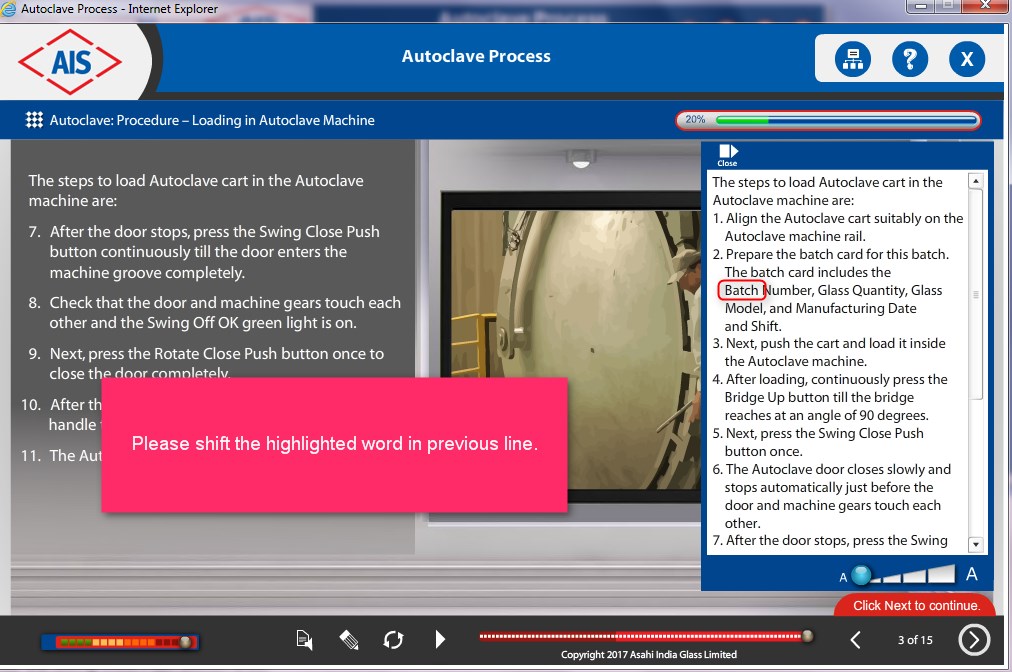 Autoclave Process - Internet Explorer
AIS
Autoclave Process
?
X
Autoclave: Procedure – Loading in Autoclave Machine
20%
The steps to load Autoclave cart in the Autoclave
machine are:
7. After the door stops, press the Swing Close Push
button continuously till the door enters the
machine groove completely.
8. Check that the door and machine gears touch each
other and the Swing Off OK green light is on.
9. Next, press the Rotate Close Push button once to
close the door completely.
10. After th
handle
11. The Aut
Please shift the highlighted word in previous line.
Close
The steps to load Autoclave cart in the
Autoclave machine are:
1. Align the Autoclave cart suitably on the
Autoclave machine rail.
2. Prepare the batch card for this batch.
The batch card includes the
Batch Number, Glass Quantity, Glass
Model, and Manufacturing Date
and Shift.
3. Next, push the cart and load it inside
the Autoclave machine.
4. After loading, continuously press the
Bridge Up button till the bridge
reaches at an angle of 90 degrees.
5. Next, press the Swing Close Push
button once.
6. The Autoclave door closes slowly and
stops automatically just before the
door and machine gears touch each
other.
7. After the door stops, press the Swing
A A
Click Next to continue.
3 of 15
Copyright 2017 Asahi India Glass Limited